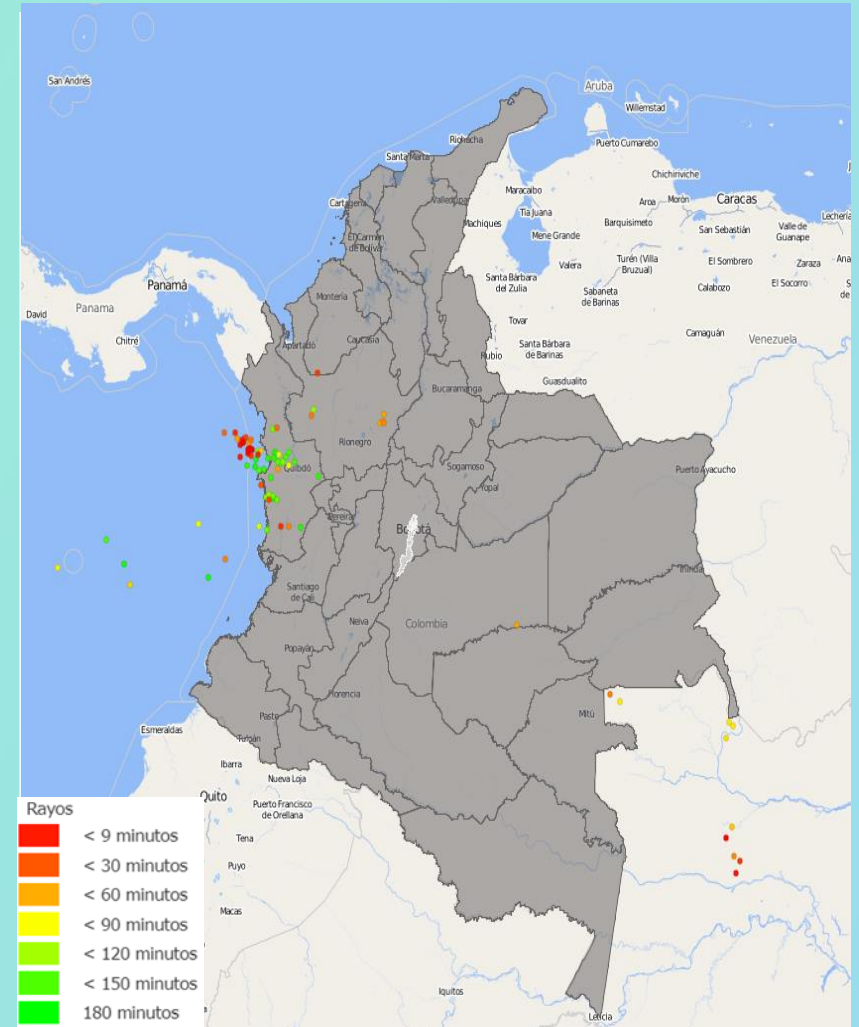 San Andrés
Aruba
Willemstad
Riohacha
Puerto Cumarebo
Santa Marta
Chichiriviche
Maracaibo
Cartagena
Valledupar
Aroa
Morón
Caracas
Tia Juana
Machiques
Barquisimeto
San Sebastián
Valle de
Guanape
Lechería
El Carmen
de Bolívar
Mene Grande
Valera
Turén (Villa
Bruzual)
El Sombrero
Zaraza
Ana
Panamá
Santa Bárbara
del Zulia
Sabaneta
de Barinas
Calabozo
El Socorro
S
de
Montería
David
Panama
Tovar
Camaguán
Chitré
Apartadó
Caucasia
Rubio
Santa Bárbara
de Barinas
Venezuela
Guasdualito
Bucaramanga
Rionegro
Quibdó
Sogamoso
Puerto Ayacucho
Yopal
Pereira
Bogotá
Inírida
Santiago
de Cali
Neiva
Colombia
Popayán
Florencia
Pasto
Mitú
Esmeraldas
Tulcán
Ibarra
Nueva Loja
Quito
Puerto Francisco
de Orellana
Tena
Puyo
Macas
Iquitos
Leticia
Rayos
< 9 minutos
< 30 minutos
< 60 minutos
< 90 minutos
< 120 minutos
< 150 minutos
180 minutos